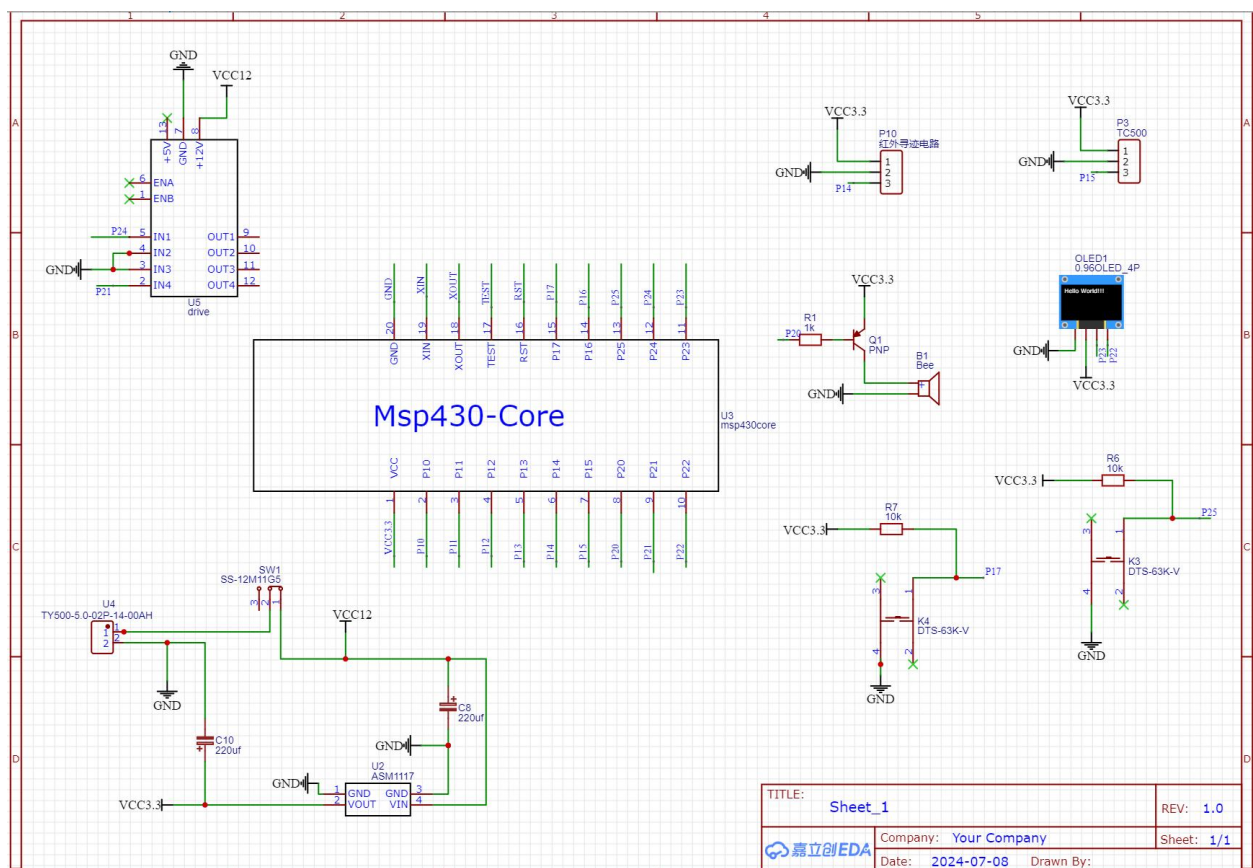 1 2 3 4 5
A
B
C
D
A
B
C
D
GND
VCC12
13 7 8
+5V GND +12V
6 ENA
1 ENB
P24 5 IN1 OUT1 9
4 IN2 OUT2 10
GND 3 IN3 OUT3 11
P21 2 IN4 OUT4 12
U5
drive
VCC3.3
P10
红外寻迹电路
1
GND 2
P14 3
VCC3.3
P3
TC500
1
GND 2
P15 3
GND XIN XOUT TEST RST P17 P16 P25 P24 P23
20 19 18 17 16 15 14 13 12 11
GND XIN XOUT TEST RST P17 P16 P25 P24 P23
Msp430-Core
U3
msp430core
VCC P10 P11 P12 P13 P14 P15 P20 P21 P22
1 2 3 4 5 6 7 8 9 10
VCC3.3 P10 P11 P12 P13 P14 P15 P20 P21 P22
VCC3.3
R1
1k
P20
Q1
PNP
B1
Bee
+
GND
OLED1
0.96OLED_4P
Hello World!!!
GND
P23 P22
VCC3.3
R6
10k
VCC3.3
P25
3 1
K3
DTS-63K-V
4 2
GND
R7
10k
VCC3.3
P17
3 1
K4
DTS-63K-V
4 2
GND
SW1
SS-12M11G5
3 2 1
U4
TY500-5.0-02P-14-00AH
1 1
2 2
GND
VCC12
+
C8
220uf
C10
220uf
+
GND
U2
ASM1117
GND
1 GND GND 3
2 VOUT VIN 4
VCC3.3
TITLE:
Sheet_1
REV: 1.0
嘉立创EDA
Company: Your Company
Sheet: 1/1
Date: 2024-07-08 Drawn By: